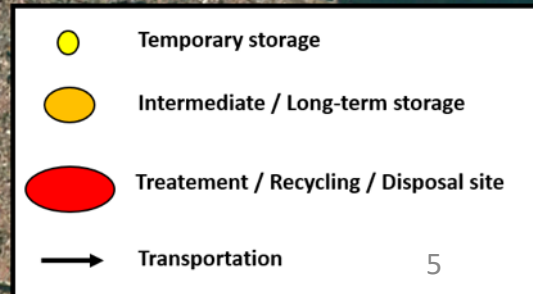 Temporary storage
Intermediate / Long-term storage
Treatement / Recycling / Disposal site
Transportation
5